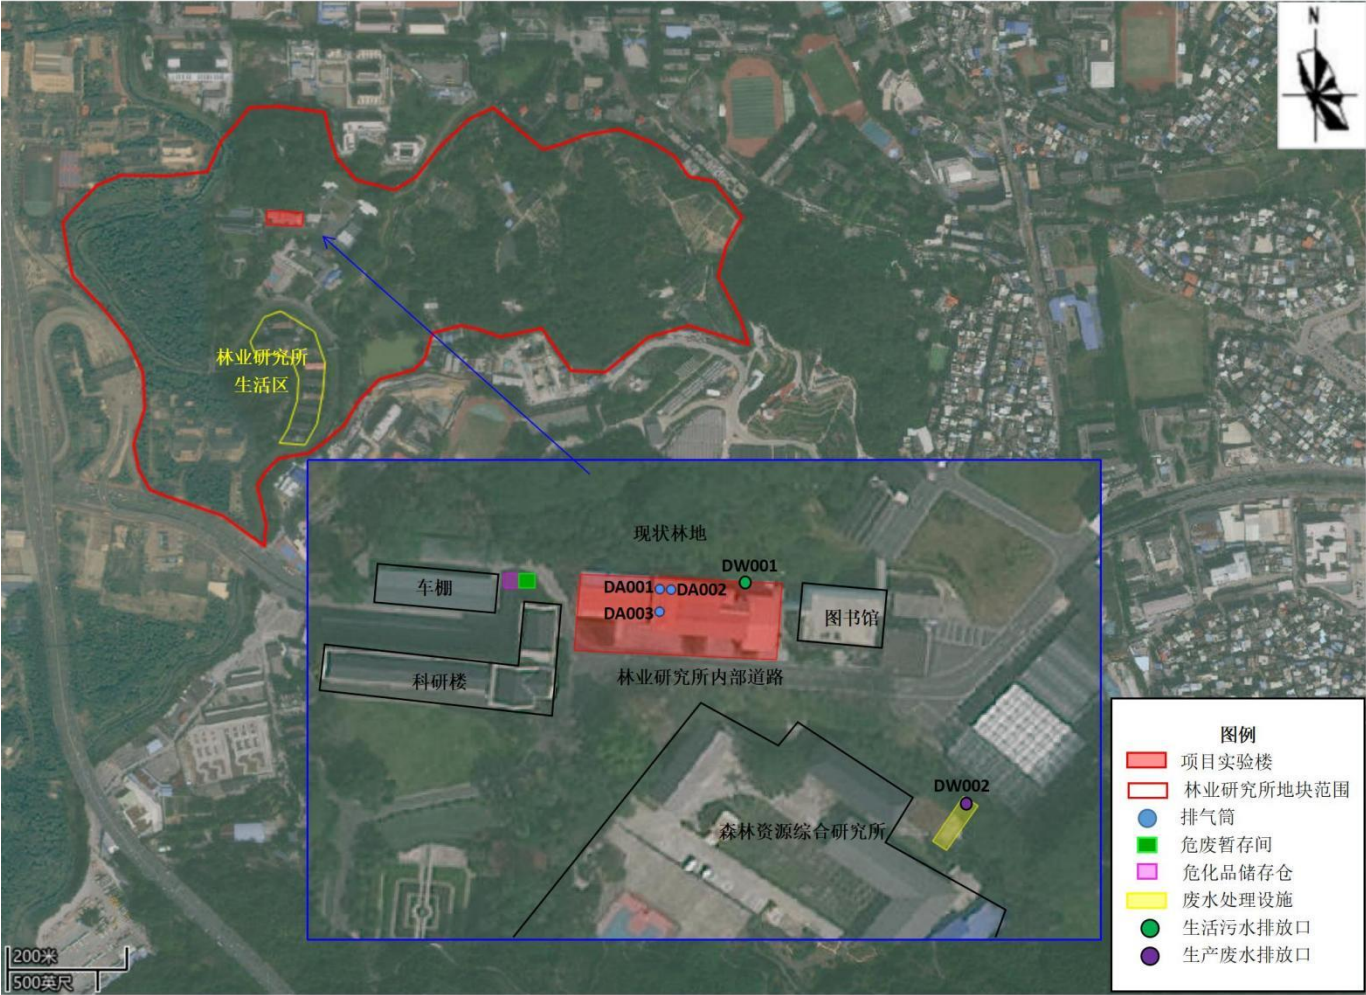 N
林业研究所
生活区
现状林地
DW001
车棚
DA001
DA002
DA003
图书馆
科研楼
林业研究所内部道路
DW002
森林资源综合研究所
图例
项目实验楼
林业研究所地块范围
排气筒
危废暂存间
危化品储存仓
废水处理设施
生活污水排放口
生产废水排放口
200米
500英尺